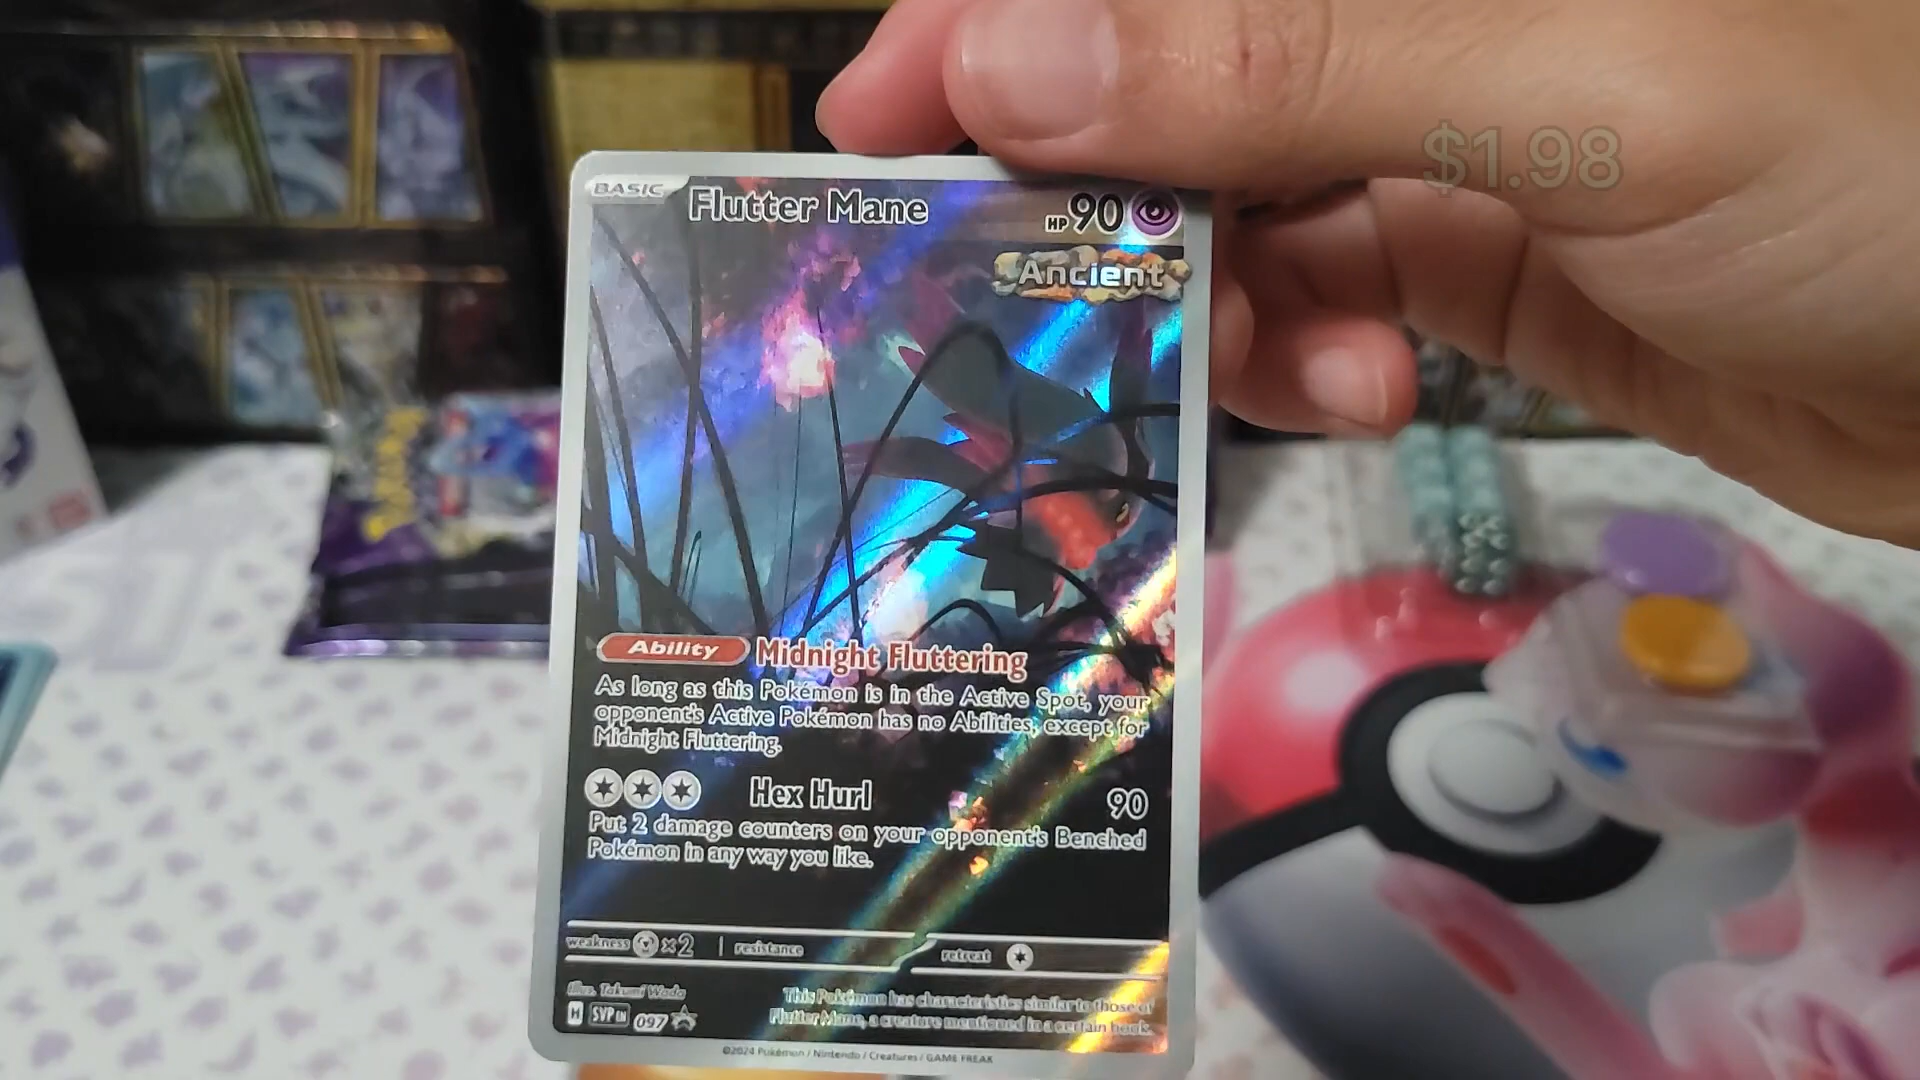 $1.98
BASIC Flutter Mane HP 90
Ancient
Ability Midnight Fluttering
As long as this Pokémon is in the Active Spot, your
opponent's Active Pokémon has no Abilities, except for
Midnight Fluttering.
Hex Hurl 90
Put 2 damage counters on your opponent's Benched
Pokémon in any way you like.
weakness ×2 resistance retreat
Illus. Takumi Wada
This Pokémon has characteristics similar to those of
Flutter Mane, a creature mentioned in a certain book.
H SVP EN 097
©2024 Pokémon / Nintendo / Creatures / GAME FREAK